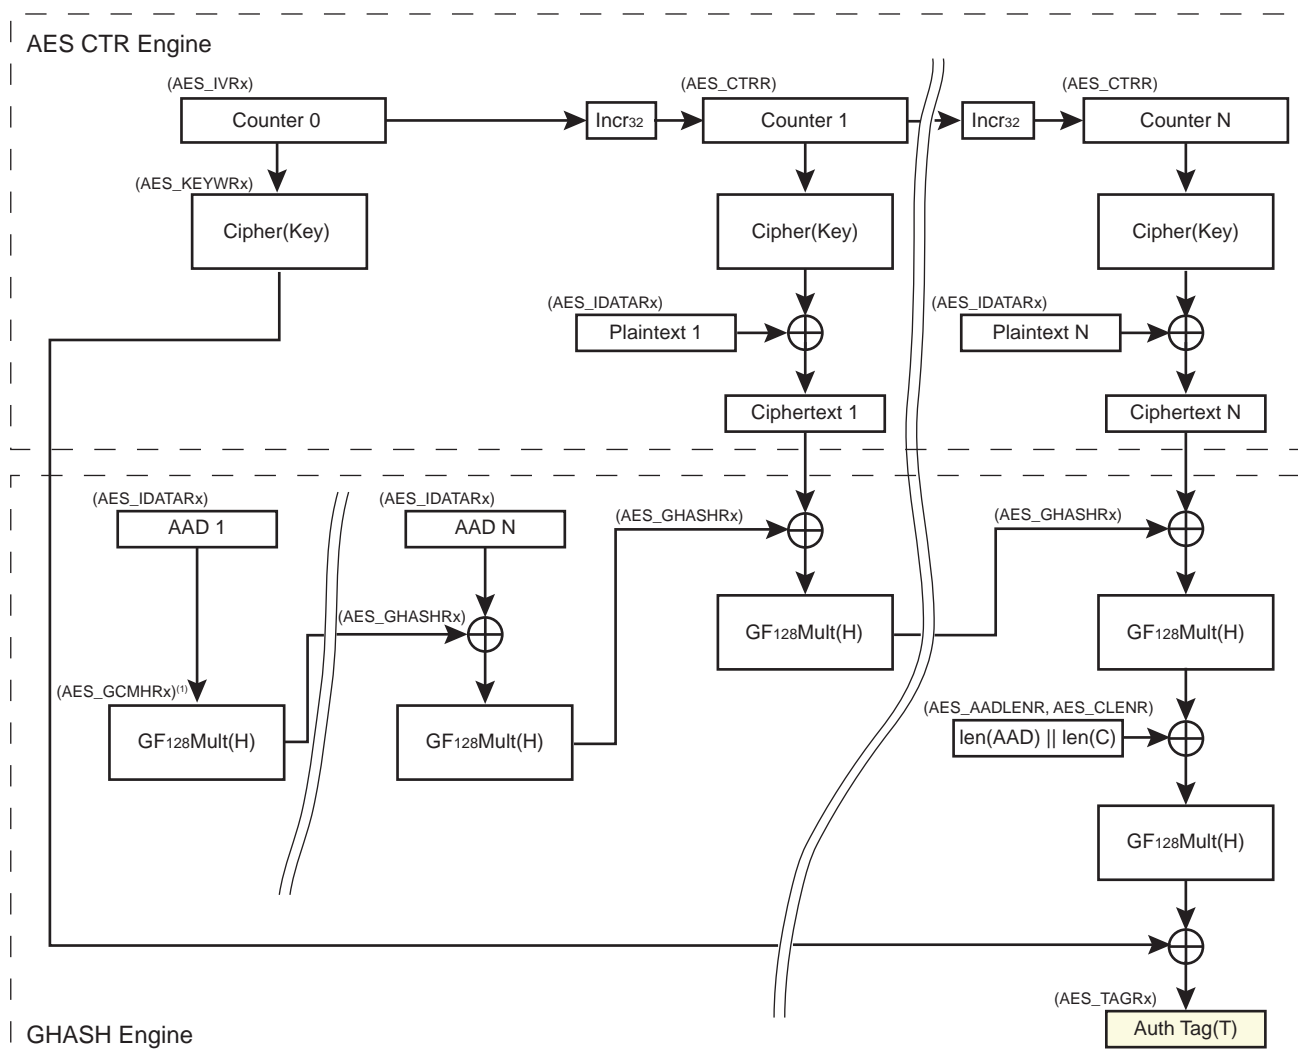 AES CTR Engine
(AES_IVRx)
(AES_CTRR)
(AES_CTRR)
Counter 0
Incr32
Counter 1
Incr32
Counter N
(AES_KEYWRx)
Cipher(Key)
Cipher(Key)
Cipher(Key)
(AES_IDATARx)
(AES_IDATARx)
Plaintext 1
Plaintext N
Ciphertext 1
Ciphertext N
(AES_IDATARx)
(AES_IDATARx)
AAD 1
AAD N
(AES_GHASHRx)
(AES_GHASHRx)
(AES_GHASHRx)
GF128Mult(H)
GF128Mult(H)
(AES_GCMHRx)(1)
(AES_AADLENR, AES_CLENR)
GF128Mult(H)
GF128Mult(H)
len(AAD) || len(C)
GF128Mult(H)
(AES_TAGRx)
Auth Tag(T)
GHASH Engine